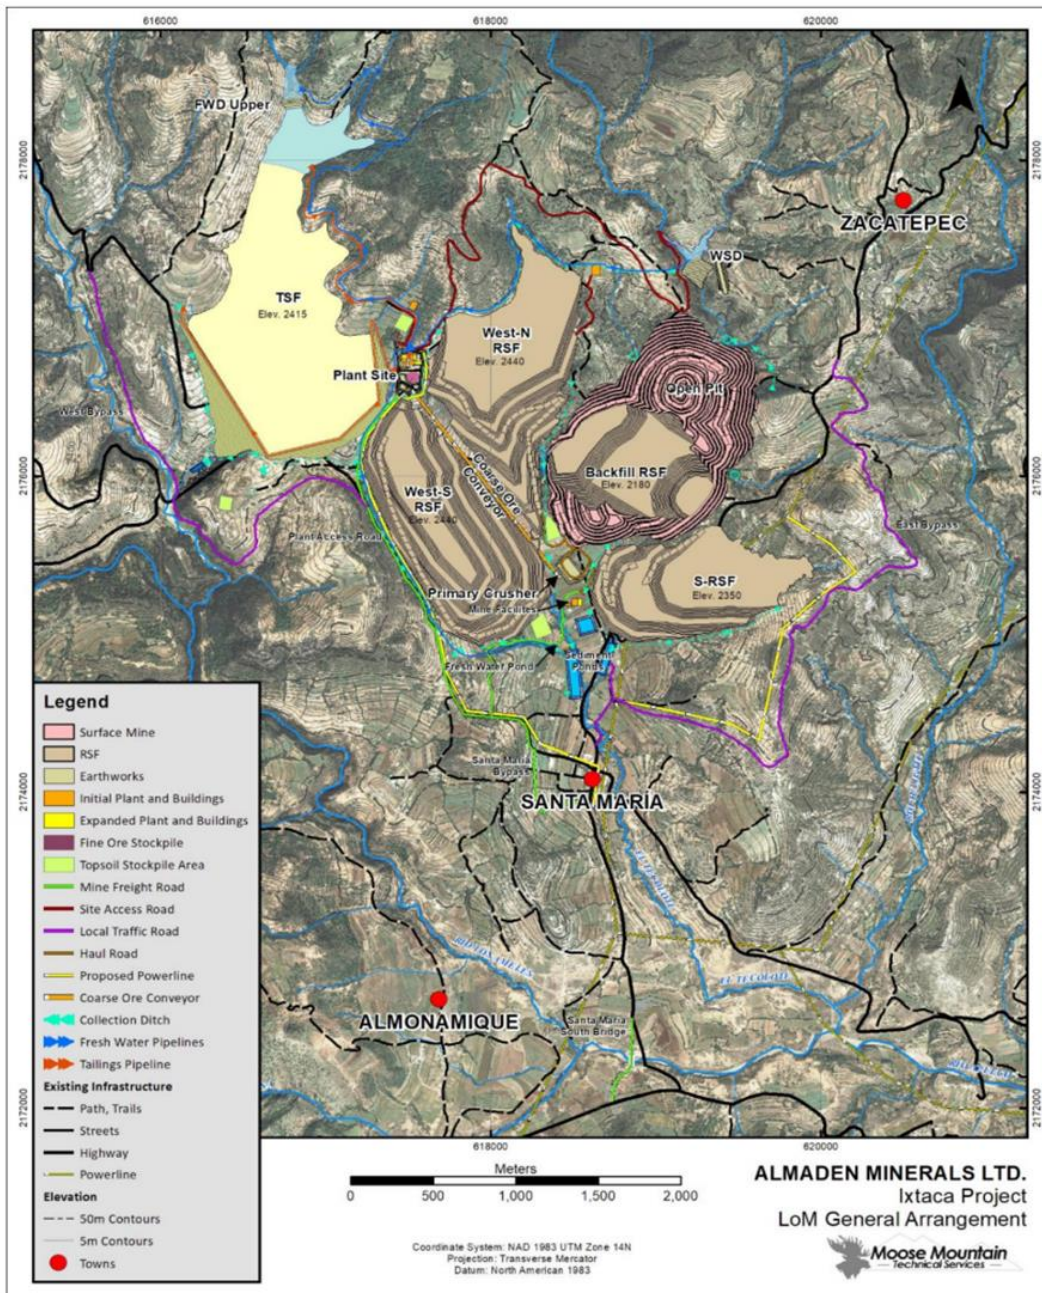 616000
618000
620000
FWD Upper
N
2178000
2178000
ZACATEPEC
WSD
TSF
Elev. 2415
West-N
RSF
Elev. 2440
Plant Site
Open Pit
West Bypass
Coarse Ore
Conveyor
Backfill RSF
Elev. 2180
2176000
2176000
West-S
RSF
Elev. 2440
Plant Access Road
East Bypass
S-RSF
Elev. 2350
Primary Crusher
Mine Facilites
Fresh Water Pond
Sediment
Ponds
Santa Maria
Bypass
SANTA MARÍA
2174000
2174000
EL TECOLOTE
ALMONAMIQUE
Santa Maria
South Bridge
2172000
2172000
618000
620000
Legend
Surface Mine
RSF
Earthworks
Initial Plant and Buildings
Expanded Plant and Buildings
Fine Ore Stockpile
Topsoil Stockpile Area
Mine Freight Road
Site Access Road
Local Traffic Road
Haul Road
Proposed Powerline
Coarse Ore Conveyor
Collection Ditch
Fresh Water Pipelines
Tailings Pipeline
Existing Infrastructure
Path, Trails
Streets
Highway
Powerline
Elevation
50m Contours
5m Contours
Towns
Meters
0 500 1,000 1,500 2,000
Coordinate System: NAD 1983 UTM Zone 14N
Projection: Transverse Mercator
Datum: North American 1983
ALMADEN MINERALS LTD.
Ixtaca Project
LoM General Arrangement
Moose Mountain
Technical Services